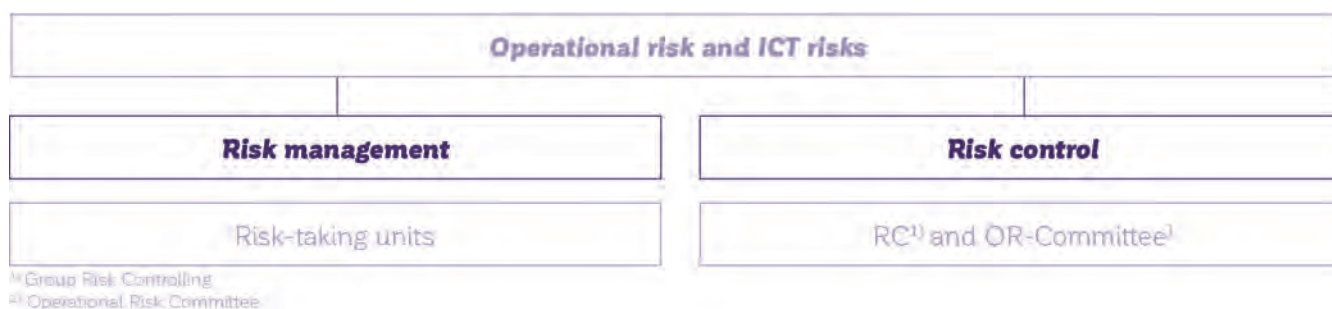 Operational risk and ICT risks
Risk management
Risk control
Risk-taking units
RC¹⁾ and OR-Committee²⁾
¹⁾ Group Risk Controlling
²⁾ Operational Risk Committee